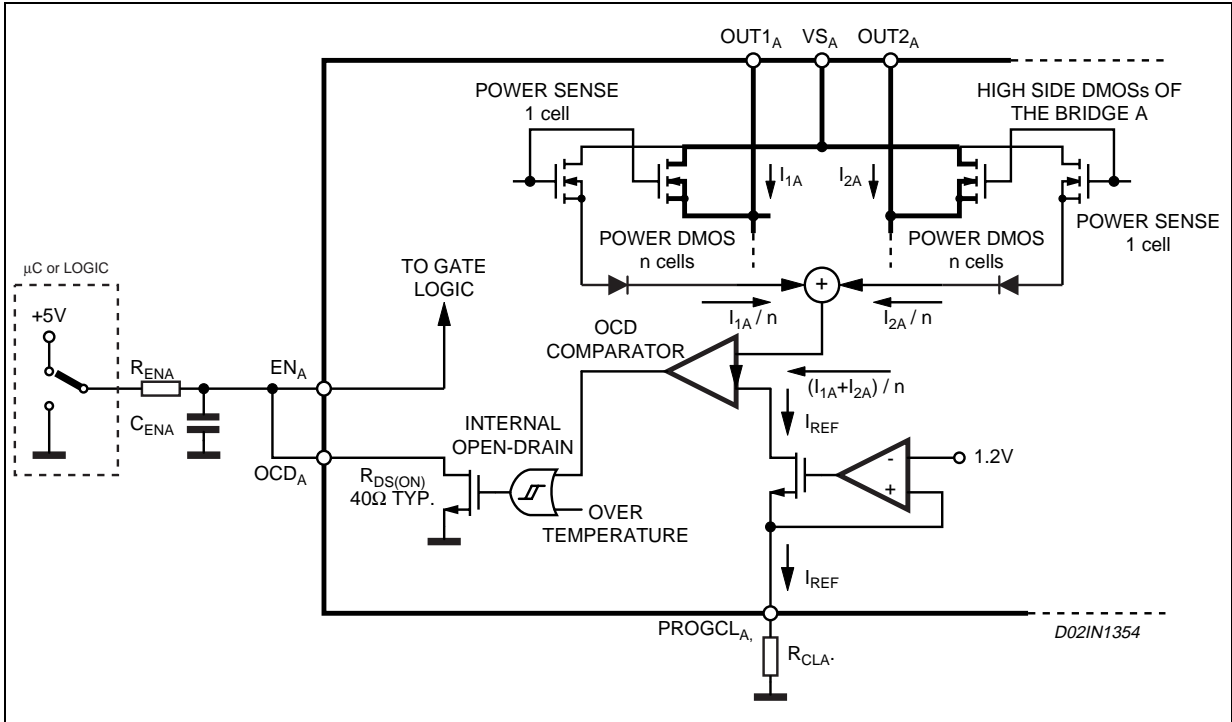 OUT1A VSA OUT2A
POWER SENSE
1 cell
HIGH SIDE DMOSs OF
THE BRIDGE A
I1A
I2A
POWER SENSE
1 cell
POWER DMOS
n cells
POWER DMOS
n cells
μC or LOGIC
+5V
TO GATE
LOGIC
+
I1A / n
I2A / n
OCD
COMPARATOR
RENA
ENA
(I1A+I2A) / n
CENA
INTERNAL
OPEN-DRAIN
IREF
-
1.2V
+
OCDA
RDS(ON)
40Ω TYP.
OVER
TEMPERATURE
IREF
PROGCLA,
D02IN1354
RCLA.